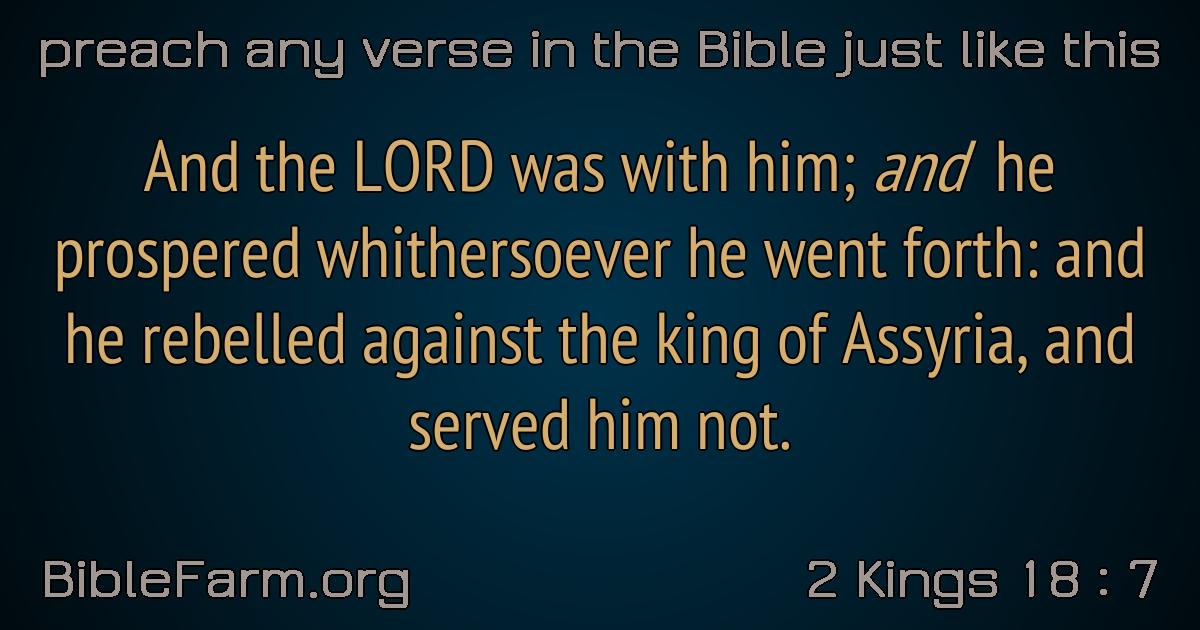 preach any verse in the Bible just like this
And the LORD was with him; and he
prospered whithersoever he went forth: and
he rebelled against the king of Assyria, and
served him not.
BibleFarm.org
2 Kings 18 : 7